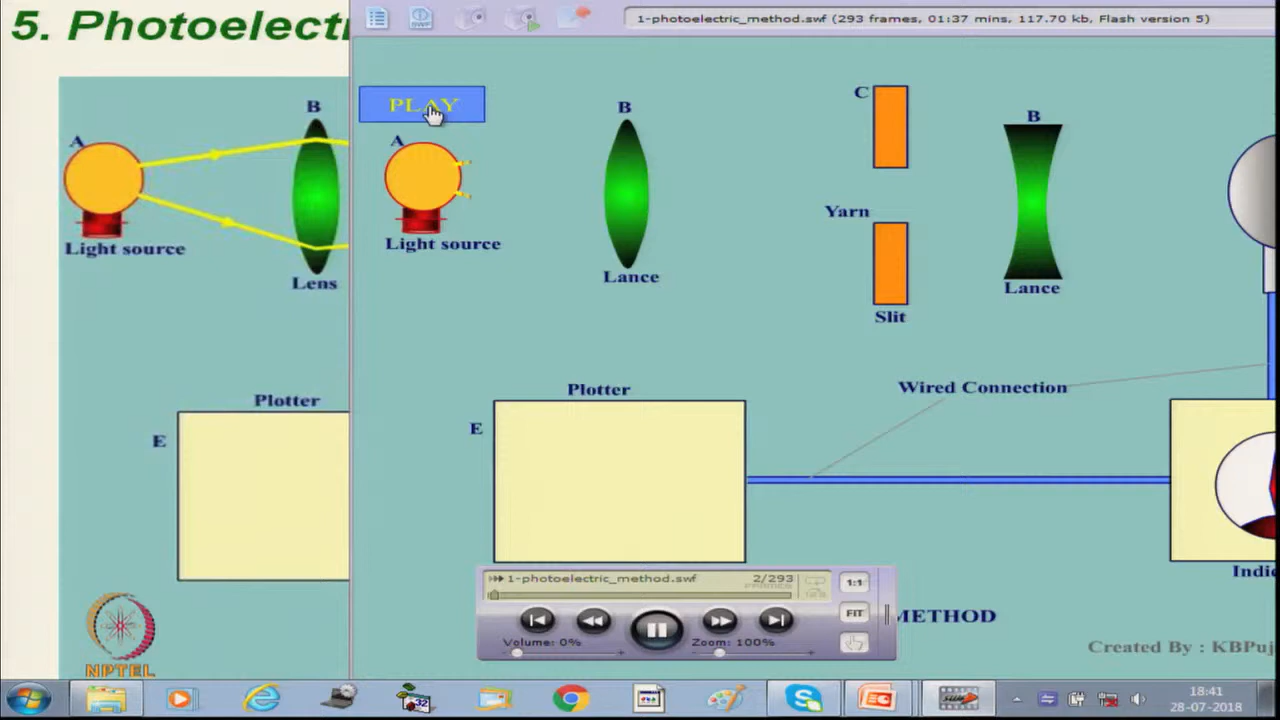 5. Photoelectr
1-photoelectric_method.swf (293 frames, 01:37 mins, 117.70 kb, Flash version 5)
PLAY
B
A
Light source
Lens
Plotter
E
A
Light source
B
Lance
C
Yarn
Slit
B
Lance
Wired Connection
Plotter
E
Indic
METHOD
Created By : KBPuj
1-photoelectric_method.swf
2/293
FRAMES
1:1
FIT
Volume: 0%
Zoom: 100%
NPTEL
18:41
28-07-2018